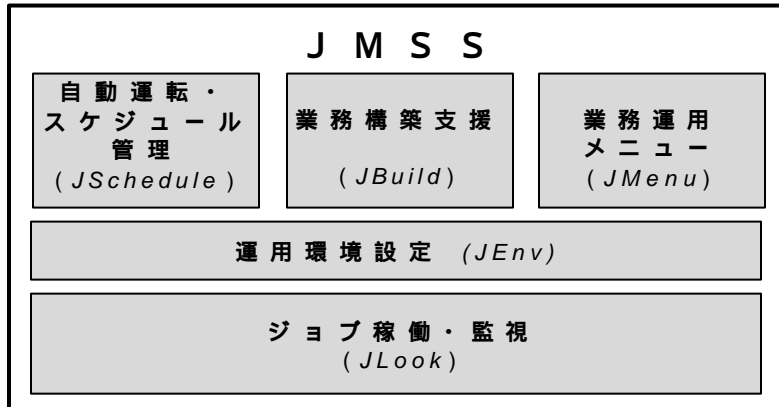 JMSS
自動運転・
スケジュール
管理
(JSchedule)
業務構築支援
(JBuild)
業務運用
メニュー
(JMenu)
運用環境設定 (JEnv)
ジョブ稼働・監視
(JLook)